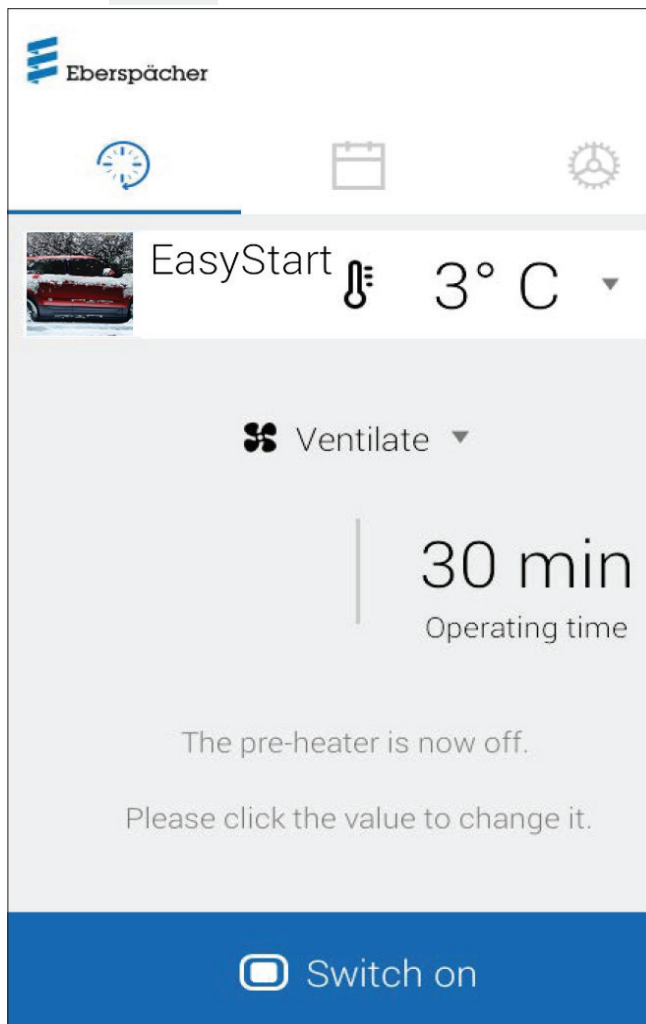 Eberspächer
EasyStart
3° C
Ventilate
30 min
Operating time
The pre-heater is now off.
Please click the value to change it.
Switch on